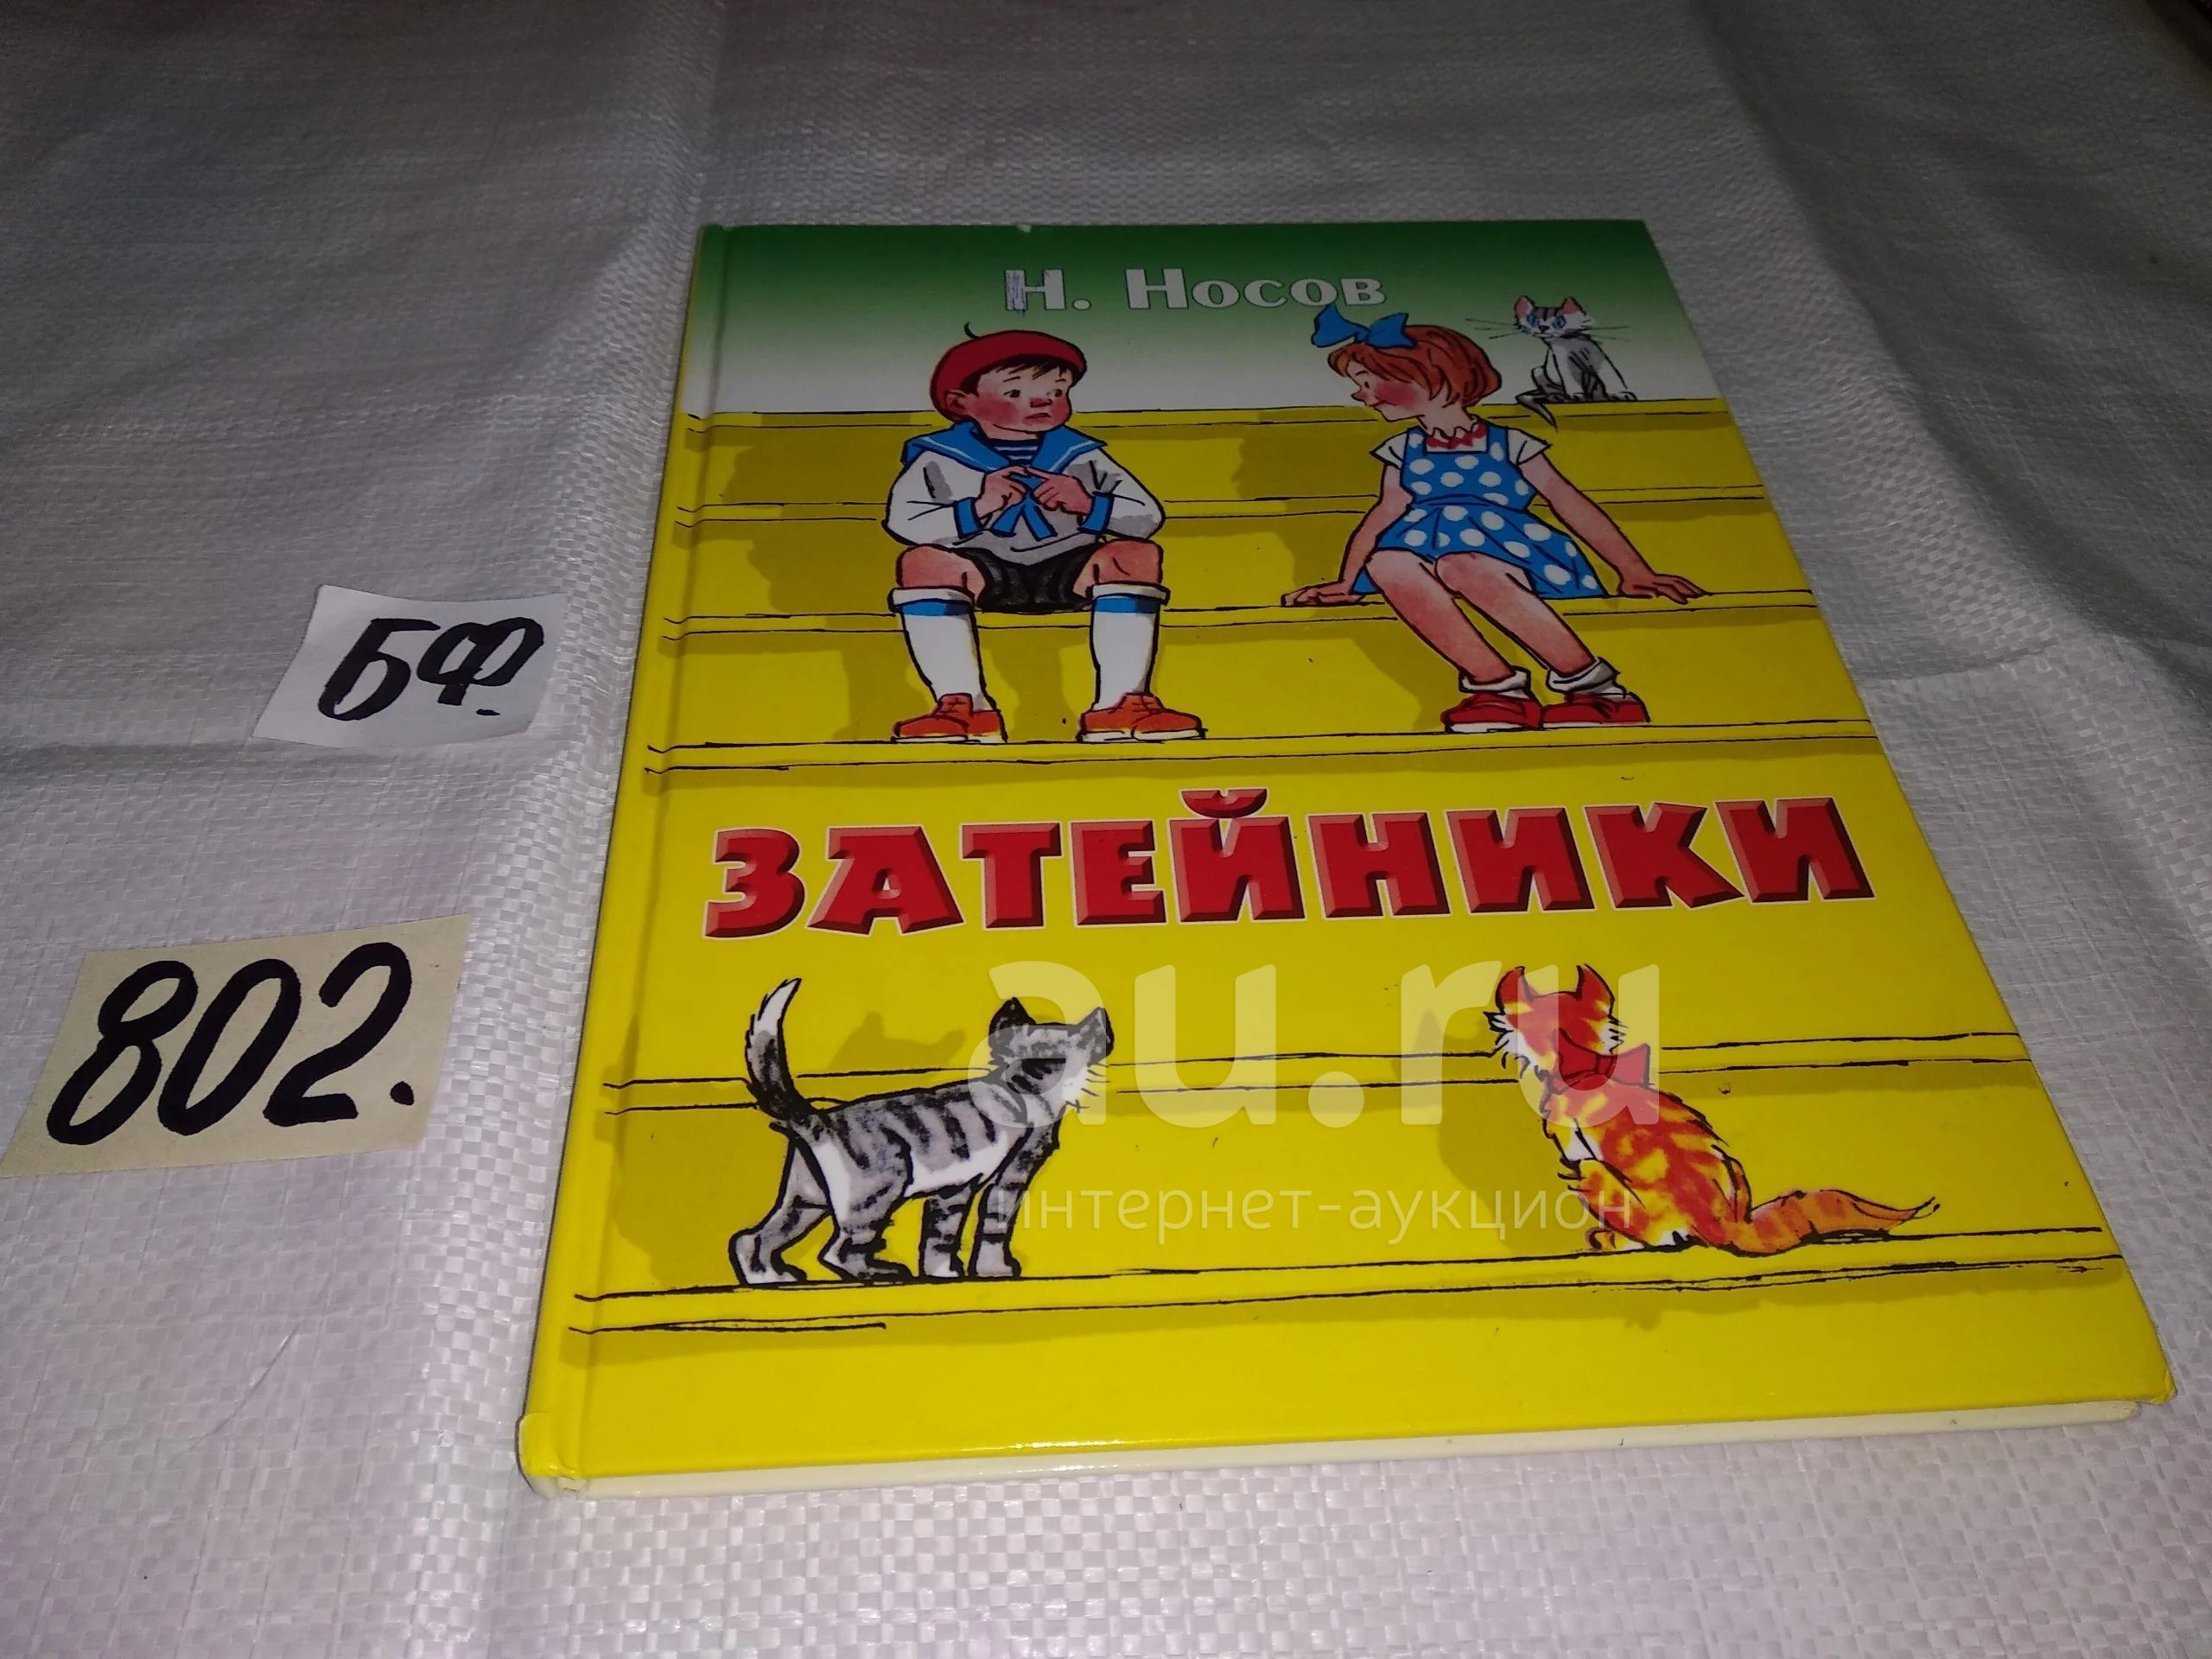 Н. Носов
ЗАТЕЙНИКИ
БФ.
802.
au.ru
интернет-аукцион